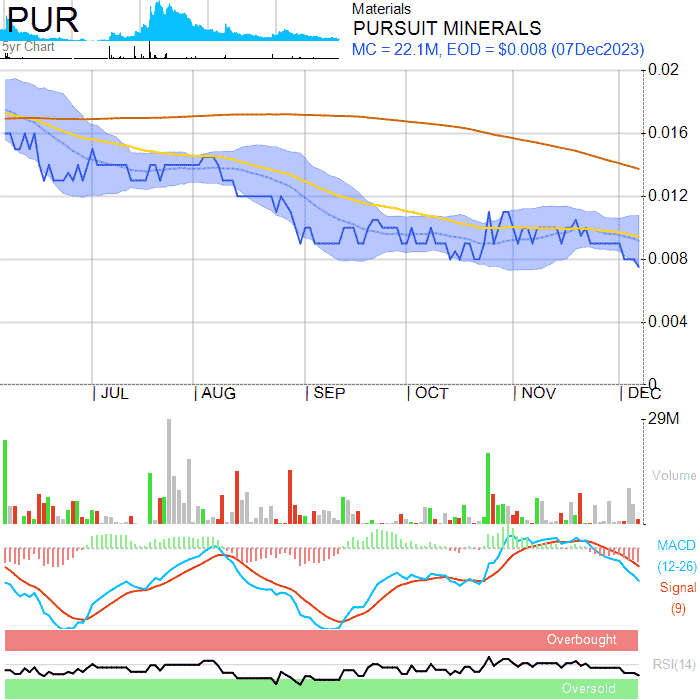 PUR
5yr Chart
Materials
PURSUIT MINERALS
MC = 22.1M, EOD = $0.008 (07Dec2023)
0.02
0.016
0.012
0.008
0.004
0
JUL AUG SEP OCT NOV DEC
29M
Volume
MACD
(12-26)
Signal
(9)
Overbought
RSI(14)
Oversold